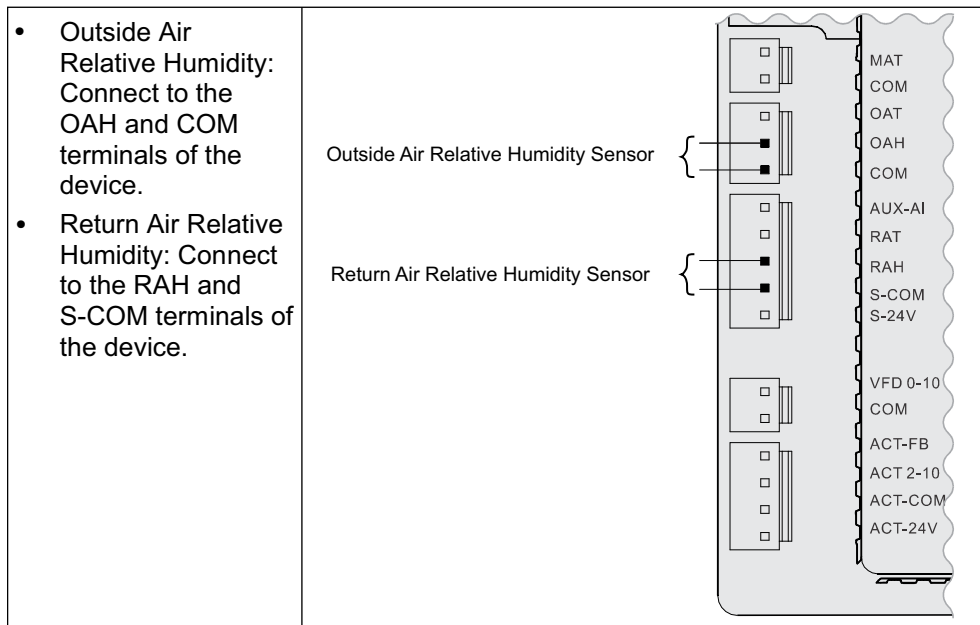 • Outside Air
Relative Humidity:
Connect to the
OAH and COM
terminals of the
device.
• Return Air Relative
Humidity: Connect
to the RAH and
S-COM terminals of
the device.
Outside Air Relative Humidity Sensor
Return Air Relative Humidity Sensor
MAT
COM
OAT
OAH
COM
AUX-AI
RAT
RAH
S-COM
S-24V
VFD 0-10
COM
ACT-FB
ACT 2-10
ACT-COM
ACT-24V